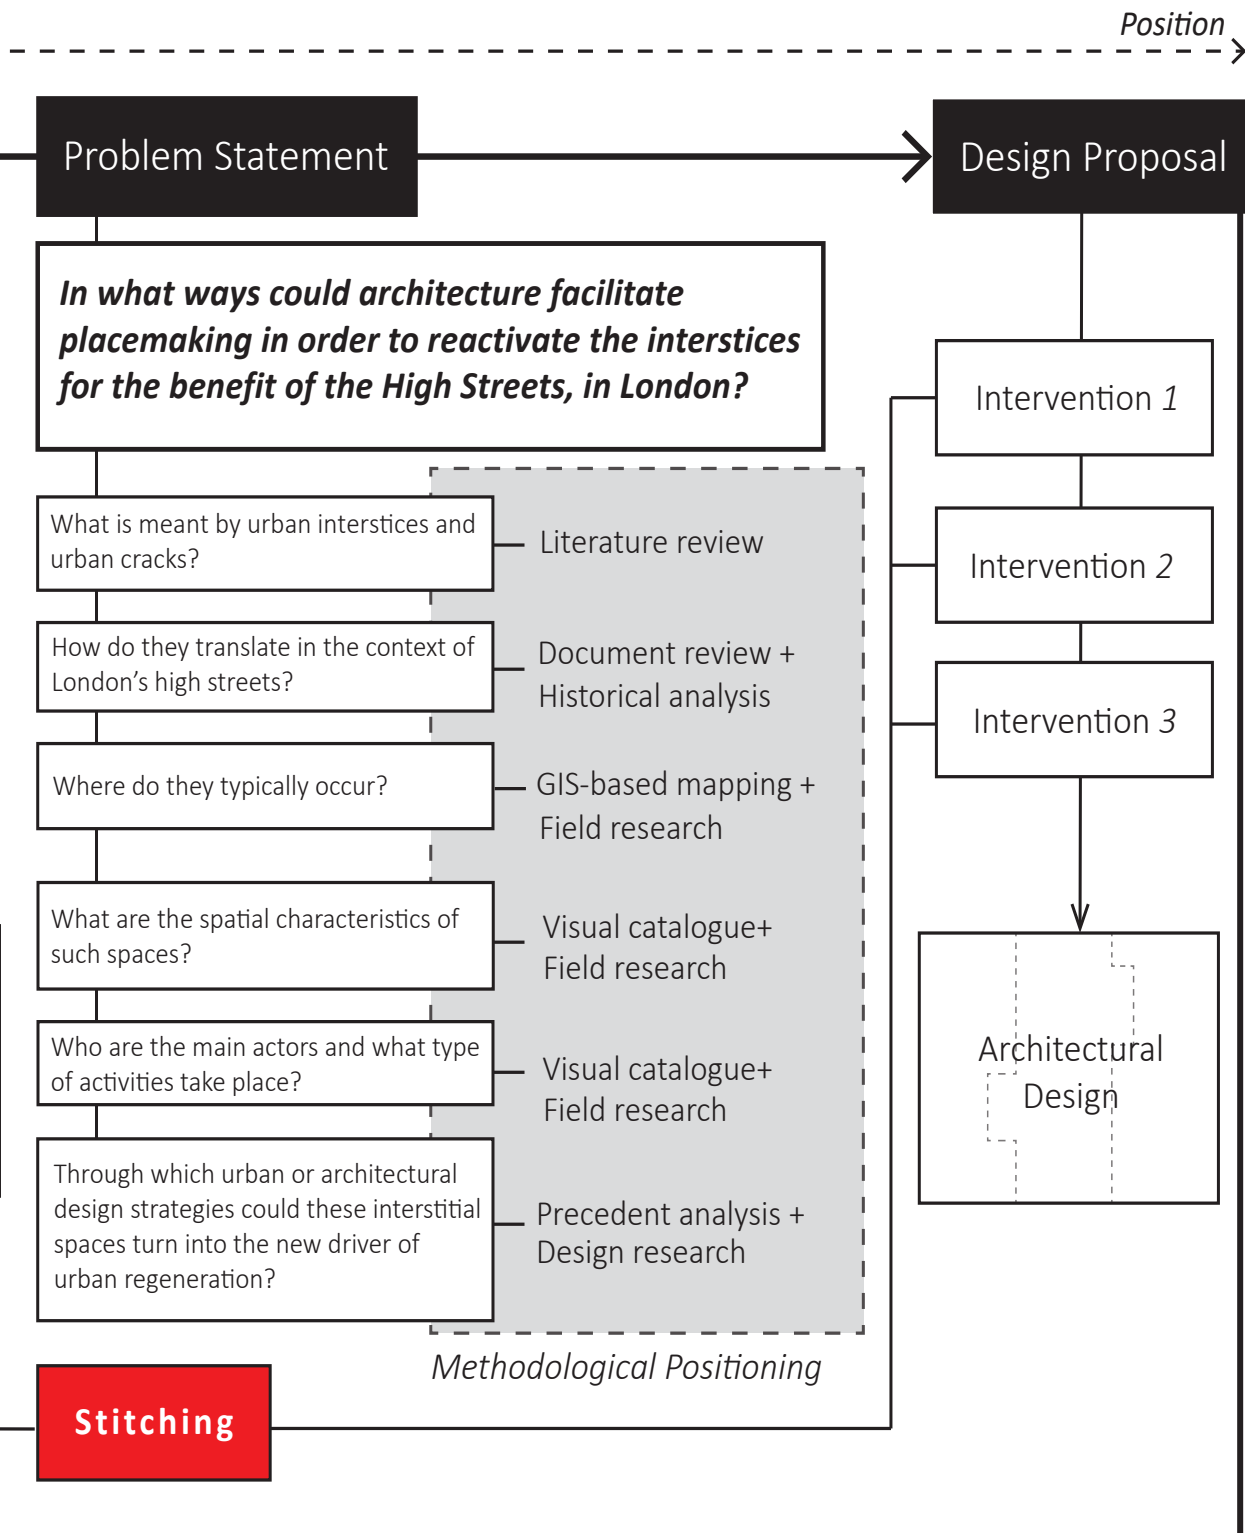 Position
Problem Statement
Design Proposal
In what ways could architecture facilitate
placemaking in order to reactivate the interstices
for the benefit of the High Streets, in London?
What is meant by urban interstices and
urban cracks?
Literature review
How do they translate in the context of
London's high streets?
Document review +
Historical analysis
Where do they typically occur?
GIS-based mapping +
Field research
What are the spatial characteristics of
such spaces?
Visual catalogue+
Field research
Who are the main actors and what type
of activities take place?
Visual catalogue+
Field research
Through which urban or architectural
design strategies could these interstitial
spaces turn into the new driver of
urban regeneration?
Precedent analysis +
Design research
Methodological Positioning
Stitching
Intervention 1
Intervention 2
Intervention 3
Architectural
Design